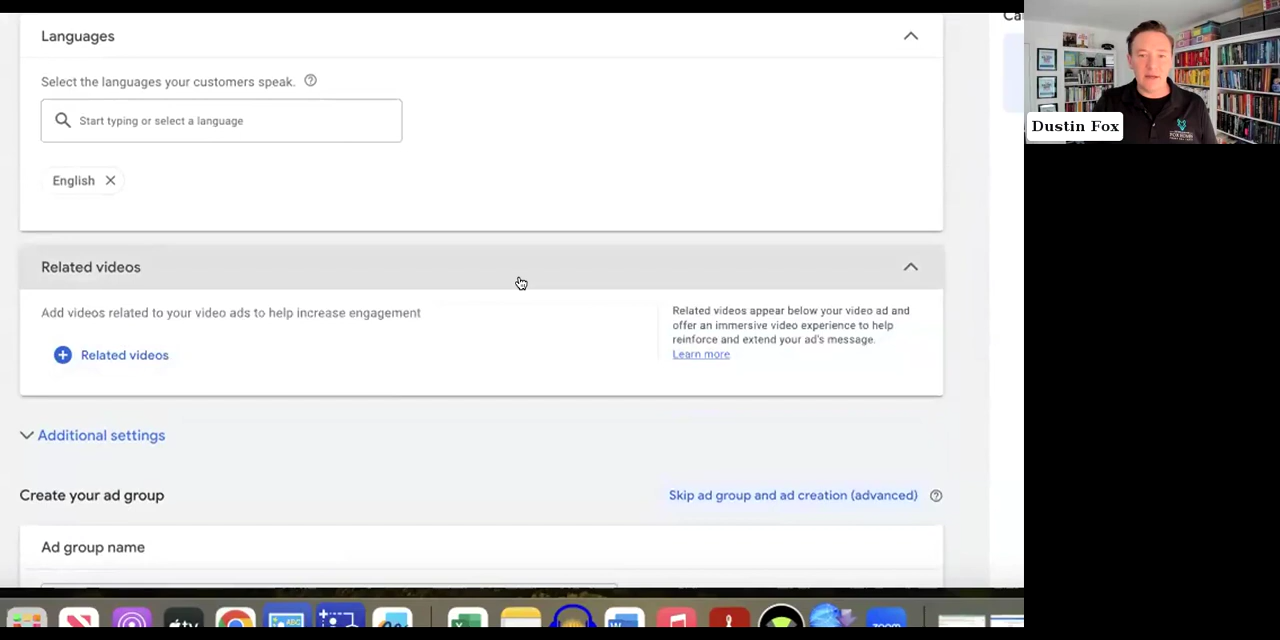 Languages
Select the languages your customers speak.
Start typing or select a language
English
Related videos
Add videos related to your video ads to help increase engagement
Related videos appear below your video ad and
offer an immersive video experience to help
reinforce and extend your ad's message.
Learn more
Related videos
Additional settings
Create your ad group
Skip ad group and ad creation (advanced)
Ad group name
Dustin Fox
tv
ABC
zoom